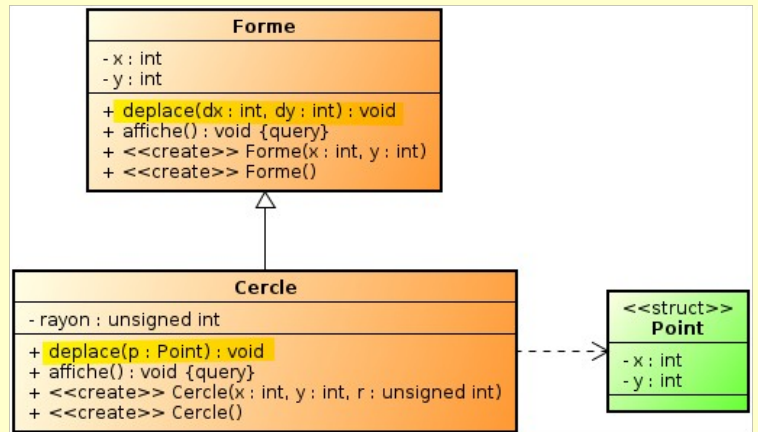 Forme
- x : int
- y : int
+ deplace(dx : int, dy : int) : void
+ affiche() : void {query}
+ <<create>> Forme(x : int, y : int)
+ <<create>> Forme()
Cercle
- rayon : unsigned int
+ deplace(p : Point) : void
+ affiche() : void {query}
+ <<create>> Cercle(x : int, y : int, r : unsigned int)
+ <<create>> Cercle()
<<struct>>
Point
- x : int
- y : int